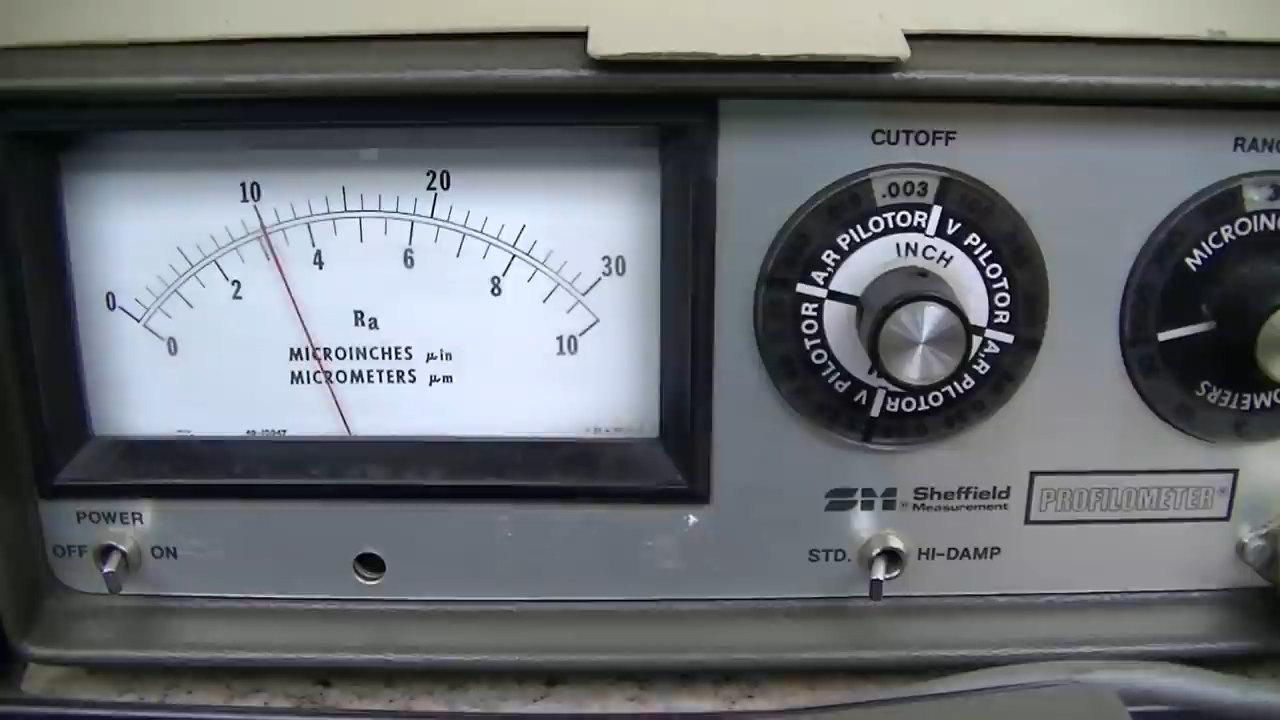 CUTOFF
0 10 20 30
0 2 4 6 8 10
Ra
MICROINCHES µin
MICROMETERS µm
.003
A,R PILOTOR
V PILOTOR
A,R PILOTOR
V PILOTOR
INCH
SM Sheffield
Measurement
PROFILOMETER®
POWER
OFF ON
STD. HI-DAMP